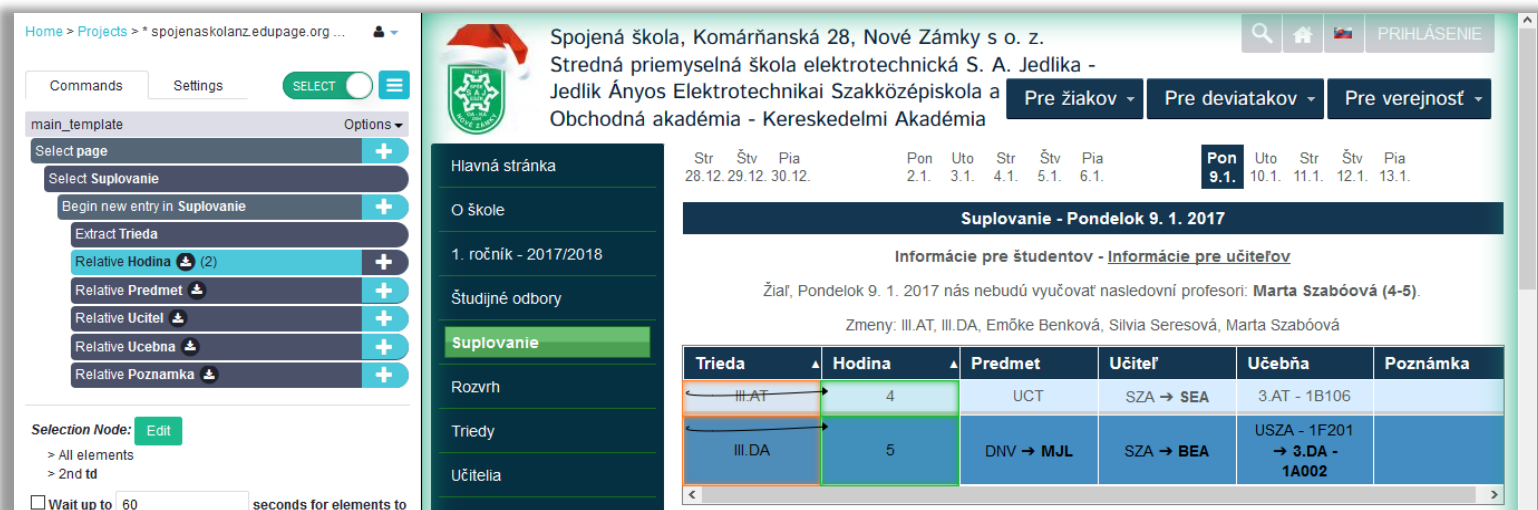 Home > Projects > * spojenaskolanz.edupage.org ...
Commands Settings SELECT
main_template Options
Select page
Select Suplovanie
Begin new entry in Suplovanie
Extract Trieda
Relative Hodina (2)
Relative Predmet
Relative Ucitel
Relative Ucebna
Relative Poznamka
Selection Node: Edit
> All elements
> 2nd td
Wait up to 60 seconds for elements to
Spojená škola, Komárňanská 28, Nové Zámky s o. z.
Stredná priemyselná škola elektrotechnická S. A. Jedlika -
Jedlik Ányos Elektrotechnikai Szakközépiskola a
Obchodná akadémia - Kereskedelmi Akadémia
PRIHLÁSENIE
Pre žiakov Pre deviatakov Pre verejnosť
Hlavná stránka
O škole
1. ročník - 2017/2018
Študijné odbory
Suplovanie
Rozvrh
Triedy
Učitelia
Str Štv Pia Pon Uto Str Štv Pia Pon Uto Str Štv Pia
28.12. 29.12. 30.12. 2.1. 3.1. 4.1. 5.1. 6.1. 9.1. 10.1. 11.1. 12.1. 13.1.
Suplovanie - Pondelok 9. 1. 2017
Informácie pre študentov - Informácie pre učiteľov
Žiaľ, Pondelok 9. 1. 2017 nás nebudú vyučovať nasledovní profesori: Marta Szabóová (4-5).
Zmeny: III.AT, III.DA, Emőke Benková, Silvia Seresová, Marta Szabóová
Trieda Hodina Predmet Učiteľ Učebňa Poznámka
III.AT 4 UCT SZA → SEA 3.AT - 1B106
III.DA 5 DNV → MJL SZA → BEA USZA - 1F201
→ 3.DA -
1A002